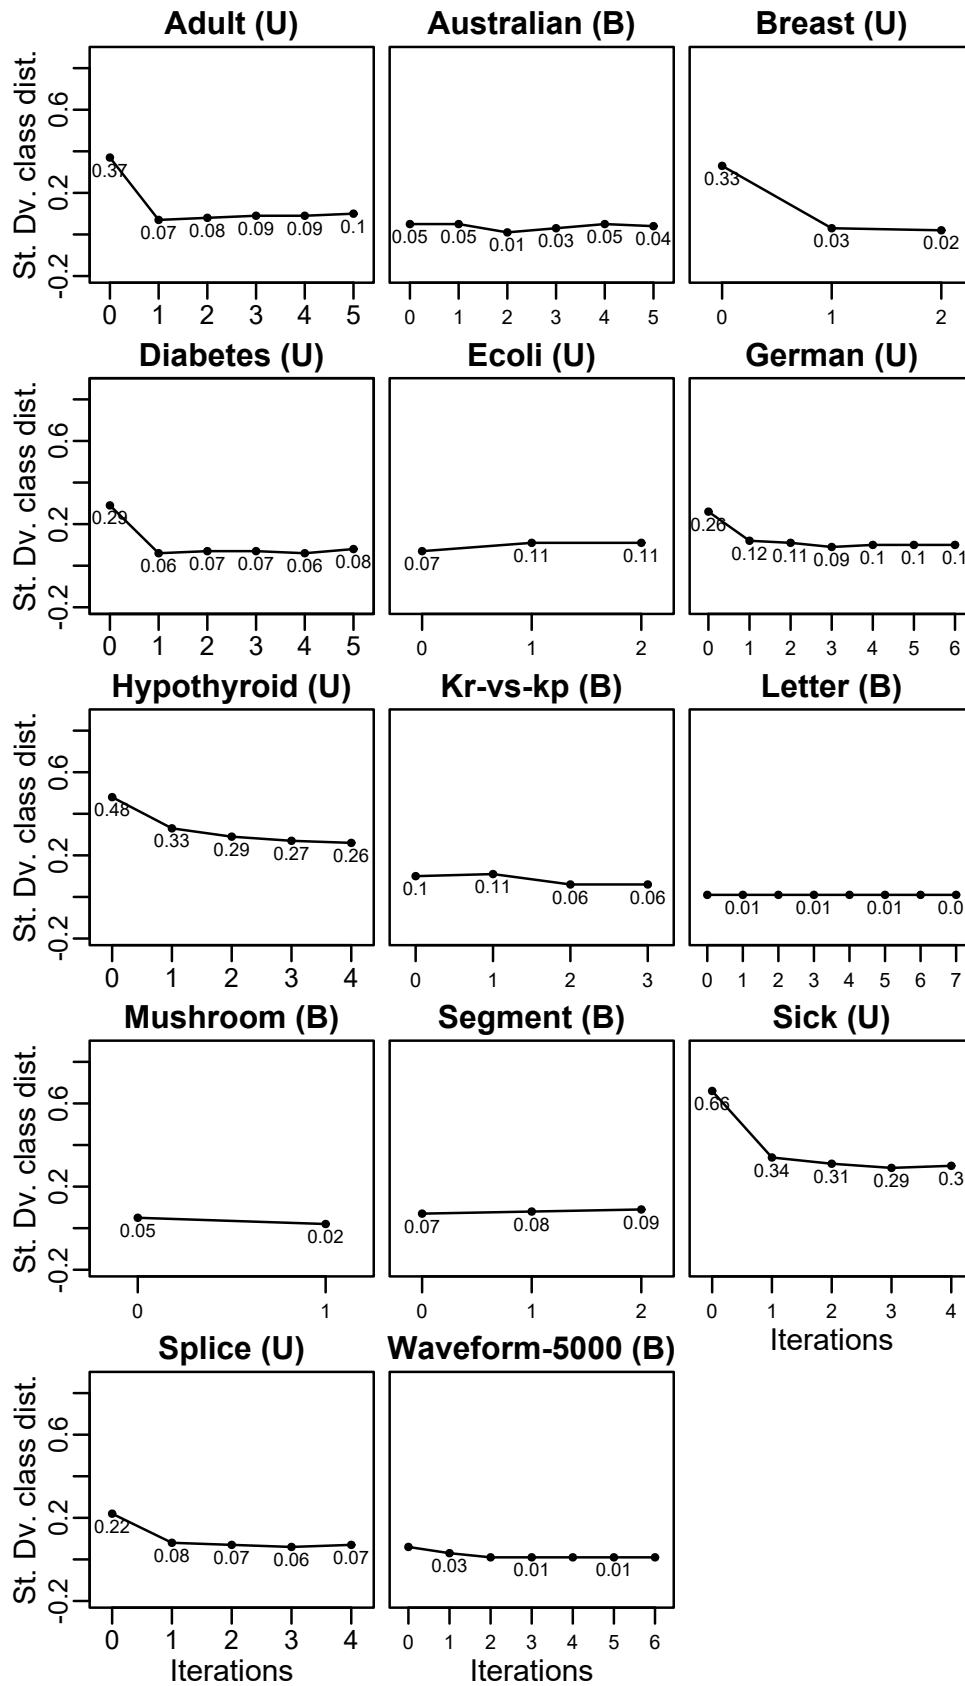 Adult (U) Australian (B) Breast (U)
St. Dv. class dist.
-0.2 0.2 0.6
0.37 0.07 0.08 0.09 0.09 0.1
0 1 2 3 4 5
0.05 0.05 0.01 0.03 0.05 0.04
0 1 2 3 4 5
0.33 0.03 0.02
0 1 2
Diabetes (U) Ecoli (U) German (U)
St. Dv. class dist.
-0.2 0.2 0.6
0.29 0.06 0.07 0.07 0.06 0.08
0 1 2 3 4 5
0.07 0.11 0.11
0 1 2
0.26 0.12 0.11 0.09 0.1 0.1 0.1
0 1 2 3 4 5 6
Hypothyroid (U) Kr-vs-kp (B) Letter (B)
St. Dv. class dist.
-0.2 0.2 0.6
0.48 0.33 0.29 0.27 0.26
0 1 2 3 4
0.1 0.11 0.06 0.06
0 1 2 3
0.01 0.01 0.01 0.0
0 1 2 3 4 5 6 7
Mushroom (B) Segment (B) Sick (U)
St. Dv. class dist.
-0.2 0.2 0.6
0.05 0.02
0 1
0.07 0.08 0.09
0 1 2
0.66 0.34 0.31 0.29 0.3
0 1 2 3 4
Iterations
Splice (U) Waveform-5000 (B)
St. Dv. class dist.
-0.2 0.2 0.6
0.22 0.08 0.07 0.06 0.07
0 1 2 3 4
Iterations
0.03 0.01 0.01
0 1 2 3 4 5 6
Iterations